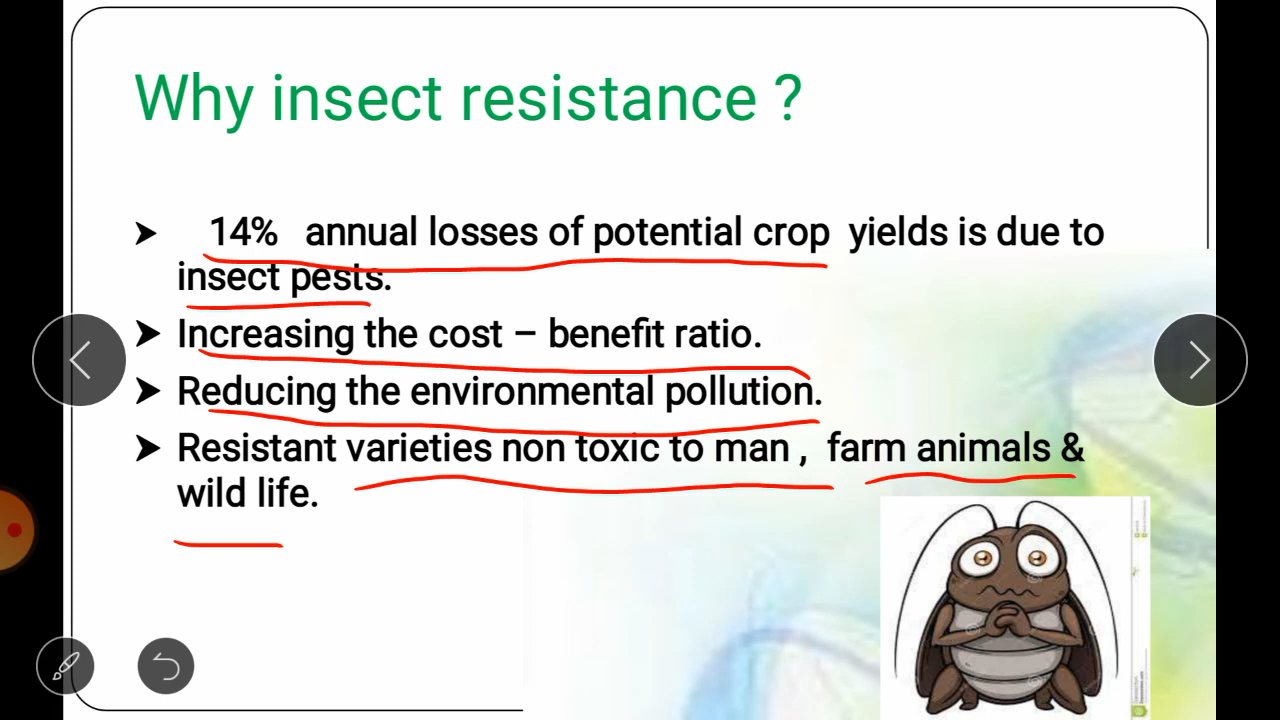 Why insect resistance ?
➤ 14% annual losses of potential crop yields is due to
insect pests.
➤ Increasing the cost – benefit ratio.
➤ Reducing the environmental pollution.
➤ Resistant varieties non toxic to man , farm animals &
wild life.